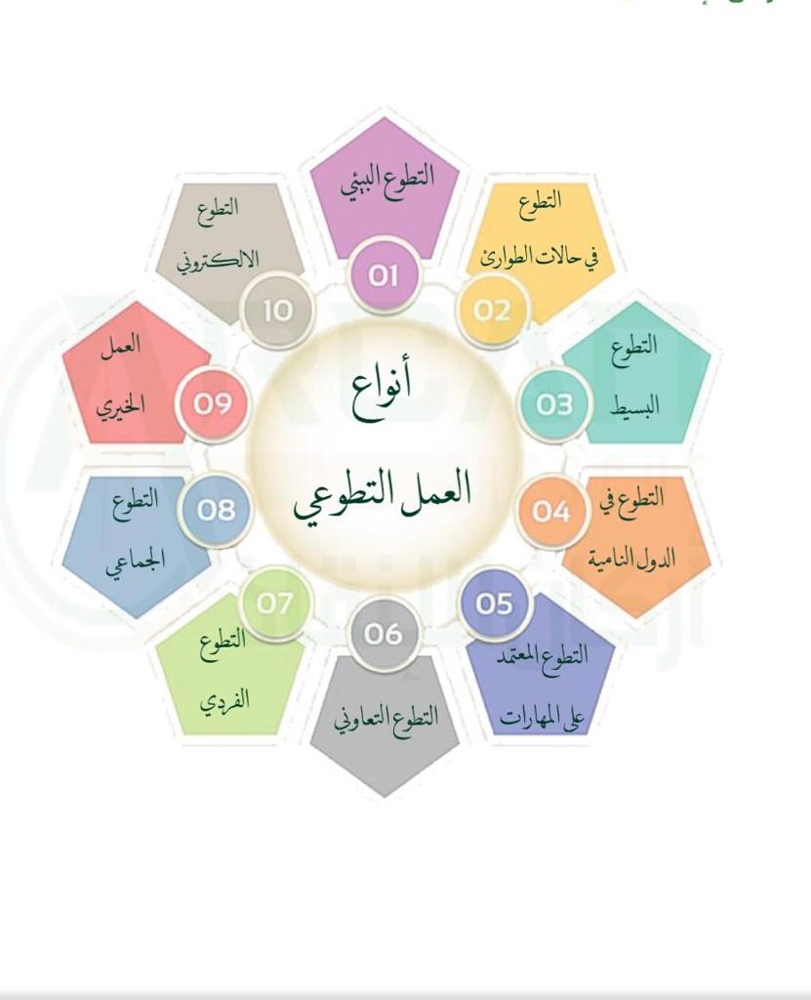 أنواع
العمل التطوعي
01
التطوع البيئي
02
التطوع
في حالات الطوارئ
03
التطوع
البسيط
04
التطوع في
الدول النامية
05
التطوع المعتمد
على المهارات
06
التطوع التعاوني
07
التطوع
الفردي
08
التطوع
الجماعي
09
العمل
الخيري
10
التطوع
الالكتروني